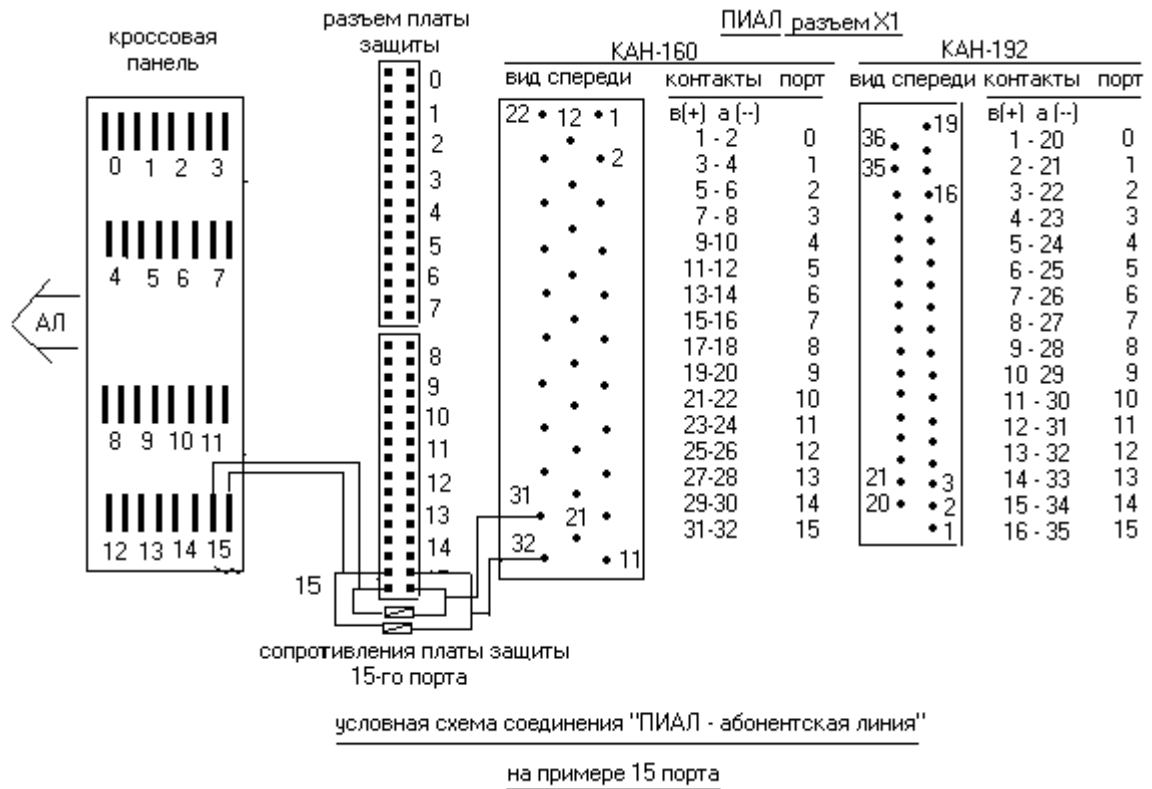 кроссовая
панель
0 1 2 3
4 5 6 7
АЛ
8 9 10 11
12 13 14 15
разъем платы
защиты
0
1
2
3
4
5
6
7
8
9
10
11
12
13
14
15
сопротивления платы защиты
15-го порта
ПИАЛ разъем X1
КАН-160
вид спереди контакты порт
22 12 1
2
31
21
32
11
в(+) а(--)
1 - 2 0
3 - 4 1
5 - 6 2
7 - 8 3
9-10 4
11-12 5
13-14 6
15-16 7
17-18 8
19-20 9
21-22 10
23-24 11
25-26 12
27-28 13
29-30 14
31-32 15
КАН-192
вид спереди контакты порт
19
36
35
16
21 3
20 2
1
в(+) а(--)
1 - 20 0
2 - 21 1
3 - 22 2
4 - 23 3
5 - 24 4
6 - 25 5
7 - 26 6
8 - 27 7
9 - 28 8
10 29 9
11 - 30 10
12 - 31 11
13 - 32 12
14 - 33 13
15 - 34 14
16 - 35 15
условная схема соединения "ПИАЛ - абонентская линия"
на примере 15 порта